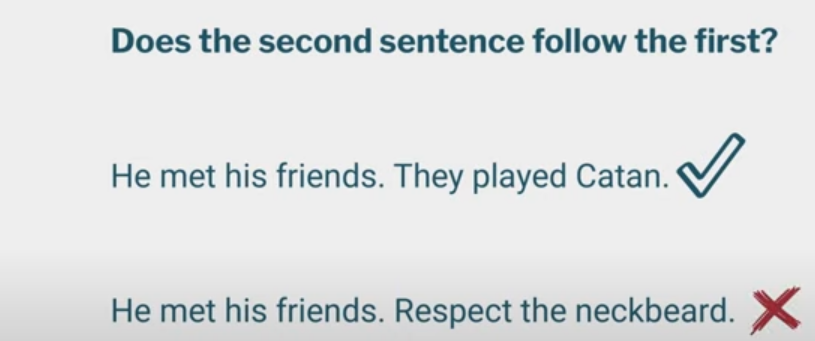 Does the second sentence follow the first?
He met his friends. They played Catan.
He met his friends. Respect the neckbeard.